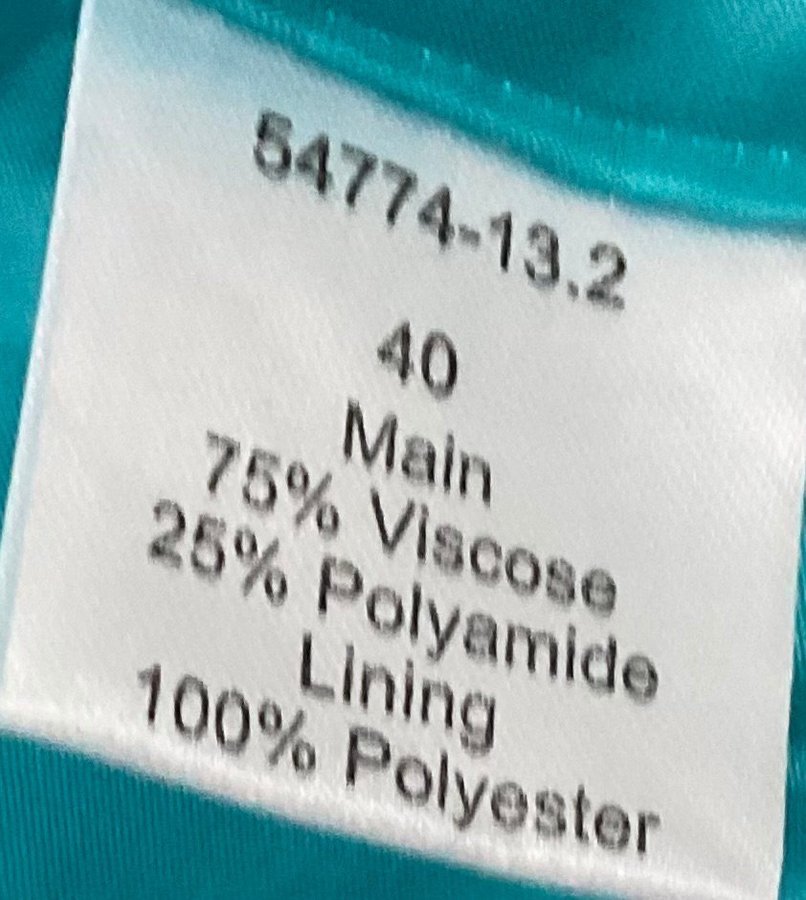 54774-13.2
40
Main
75% Viscose
25% Polyamide
Lining
100% Polyester